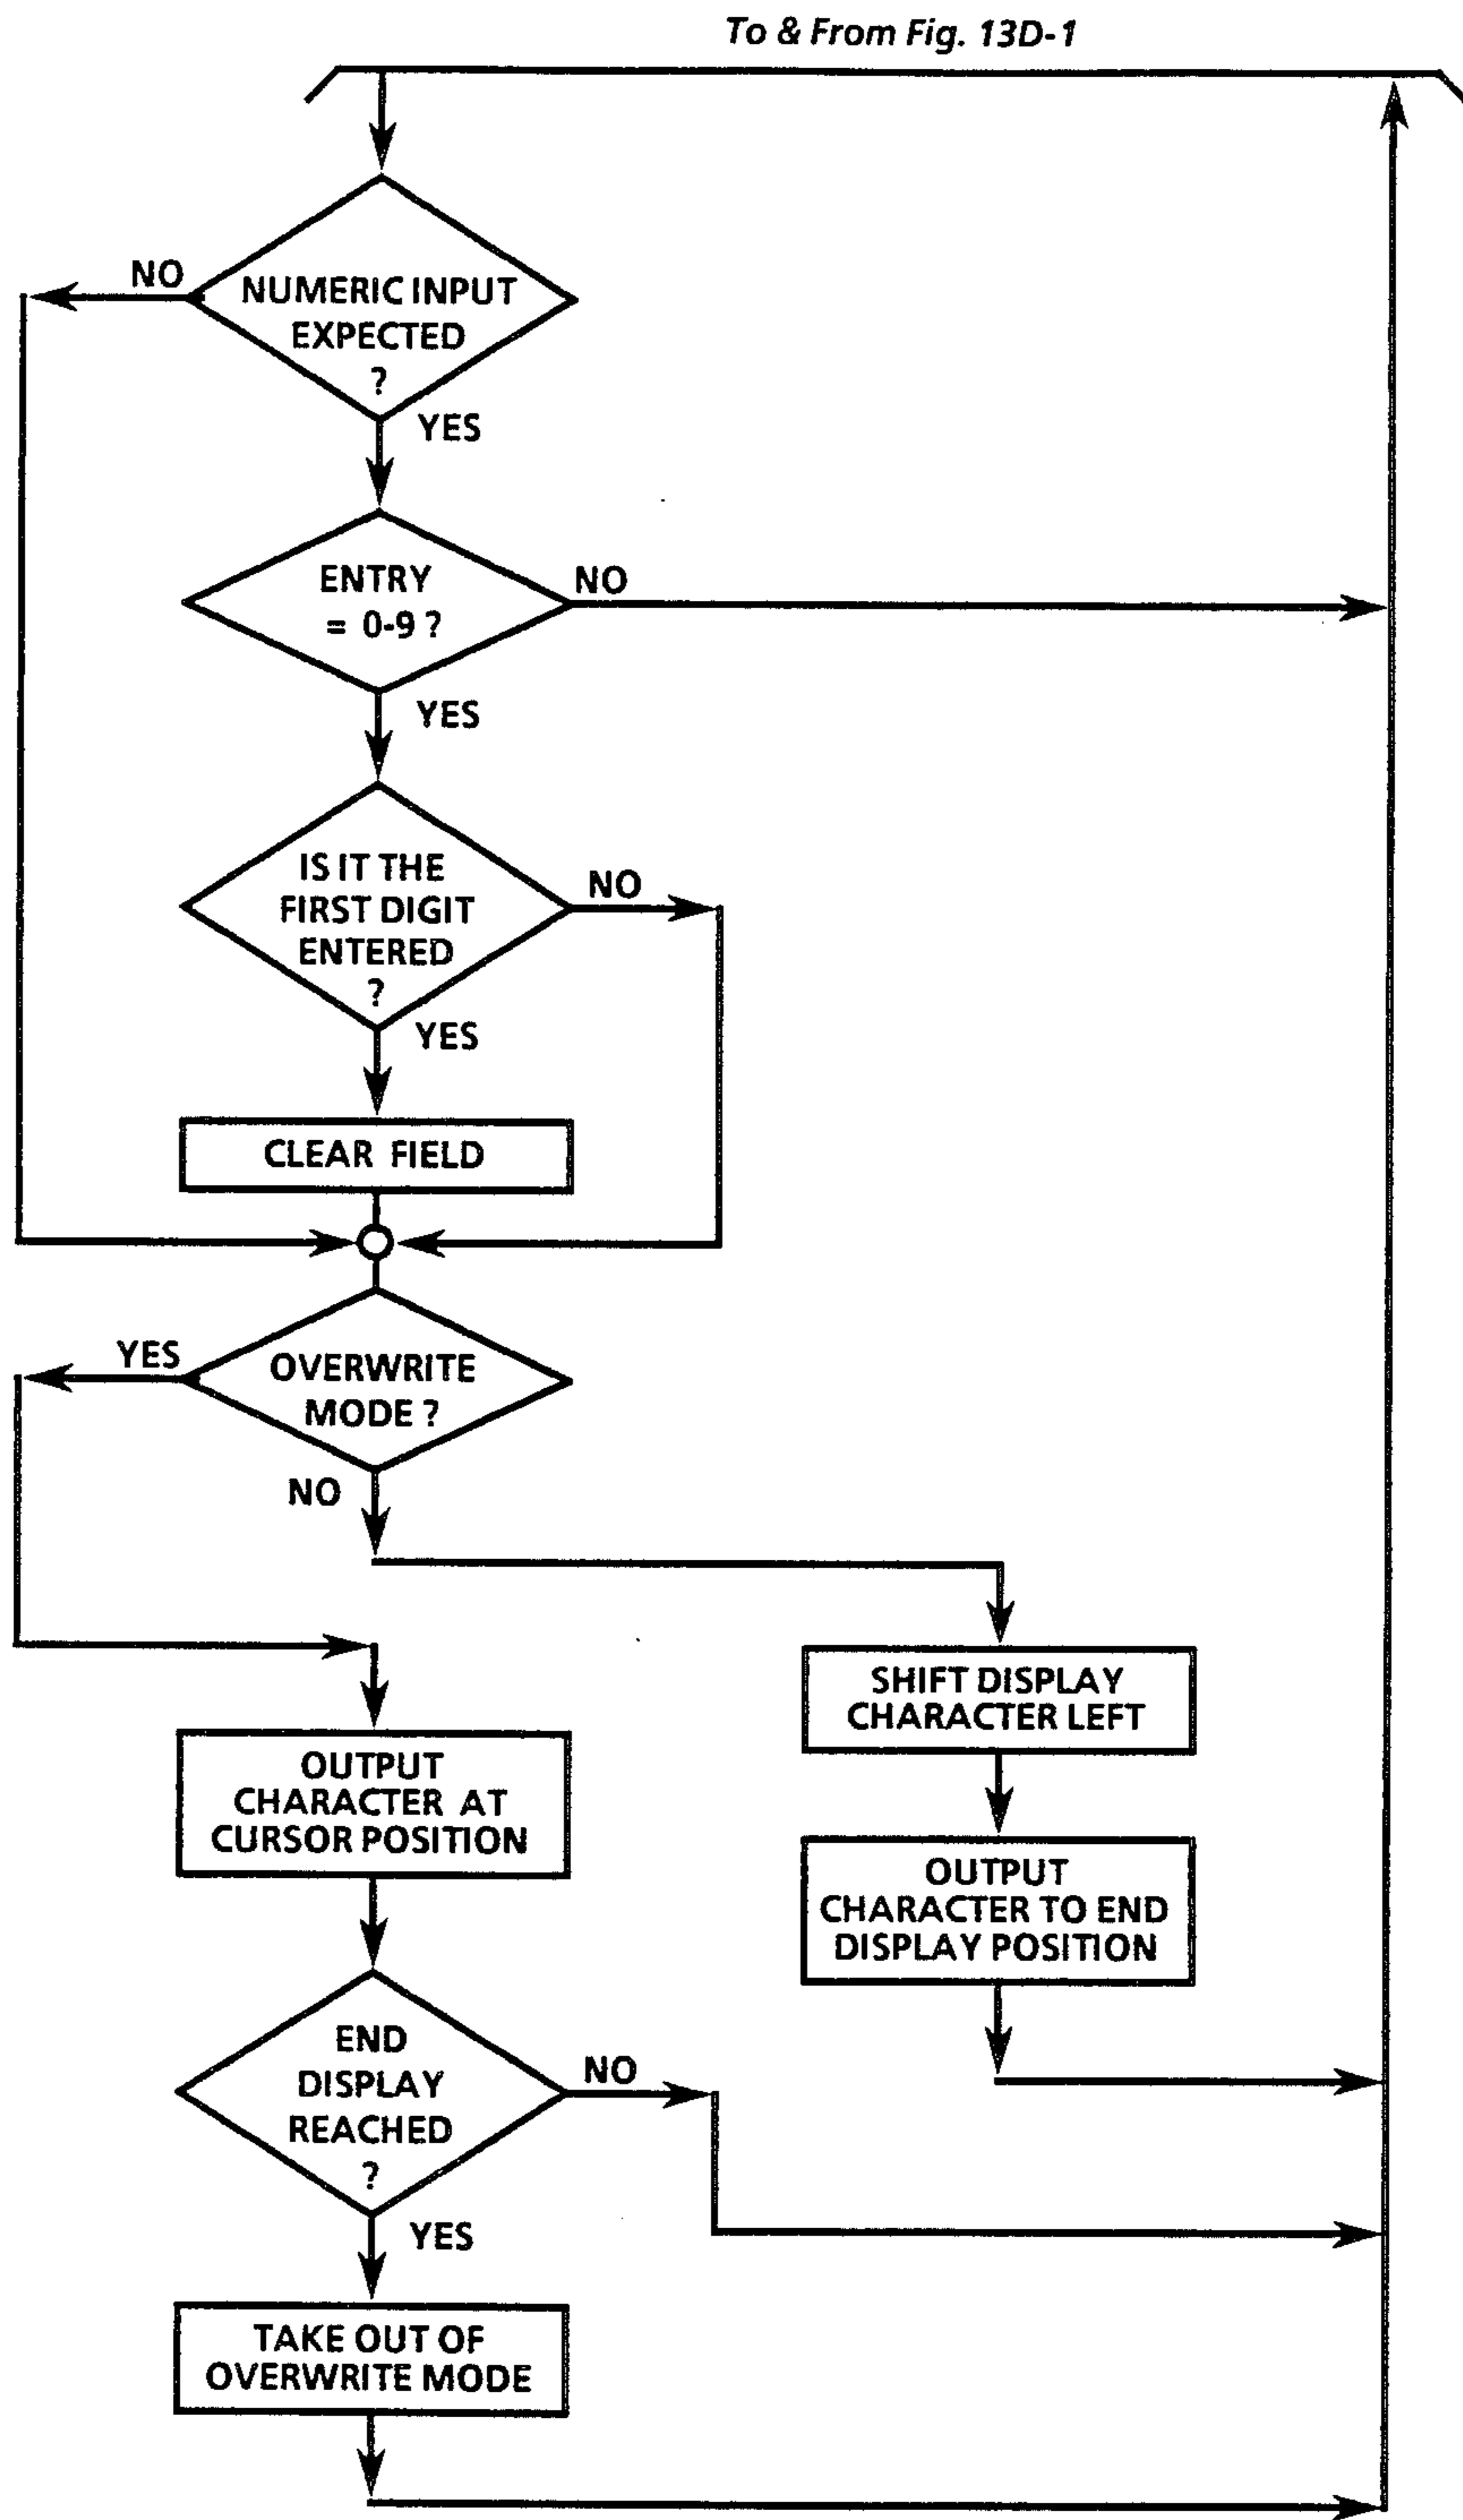 To & From Fig. 13D-1
NO
NUMERIC INPUT
EXPECTED
?
YES
ENTRY
= 0-9 ?
NO
YES
IS IT THE
FIRST DIGIT
ENTERED
?
NO
YES
CLEAR FIELD
YES
OVERWRITE
MODE ?
NO
SHIFT DISPLAY
CHARACTER LEFT
OUTPUT
CHARACTER AT
CURSOR POSITION
OUTPUT
CHARACTER TO END
DISPLAY POSITION
END
DISPLAY
REACHED
?
NO
YES
TAKE OUT OF
OVERWRITE MODE